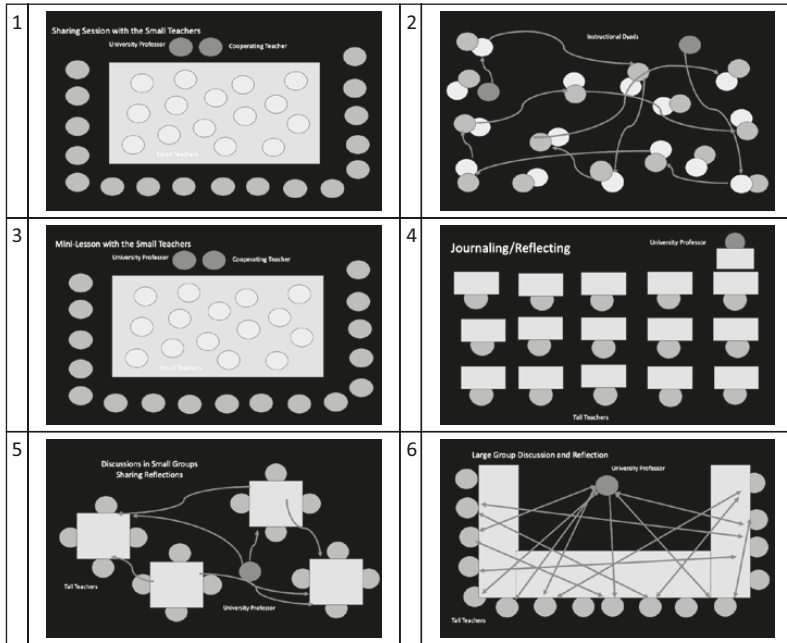 1
Sharing Session with the Small Teachers
University Professor
Cooperating Teacher
Small Teachers
2
Instructional Dyads
3
Mini-Lesson with the Small Teachers
University Professor
Cooperating Teacher
Small Teachers
4
Journaling/Reflecting
University Professor
Tall Teachers
5
Discussions in Small Groups
Sharing Reflections
Tall Teachers
University Professor
6
Large Group Discussion and Reflection
University Professor
Tall Teachers